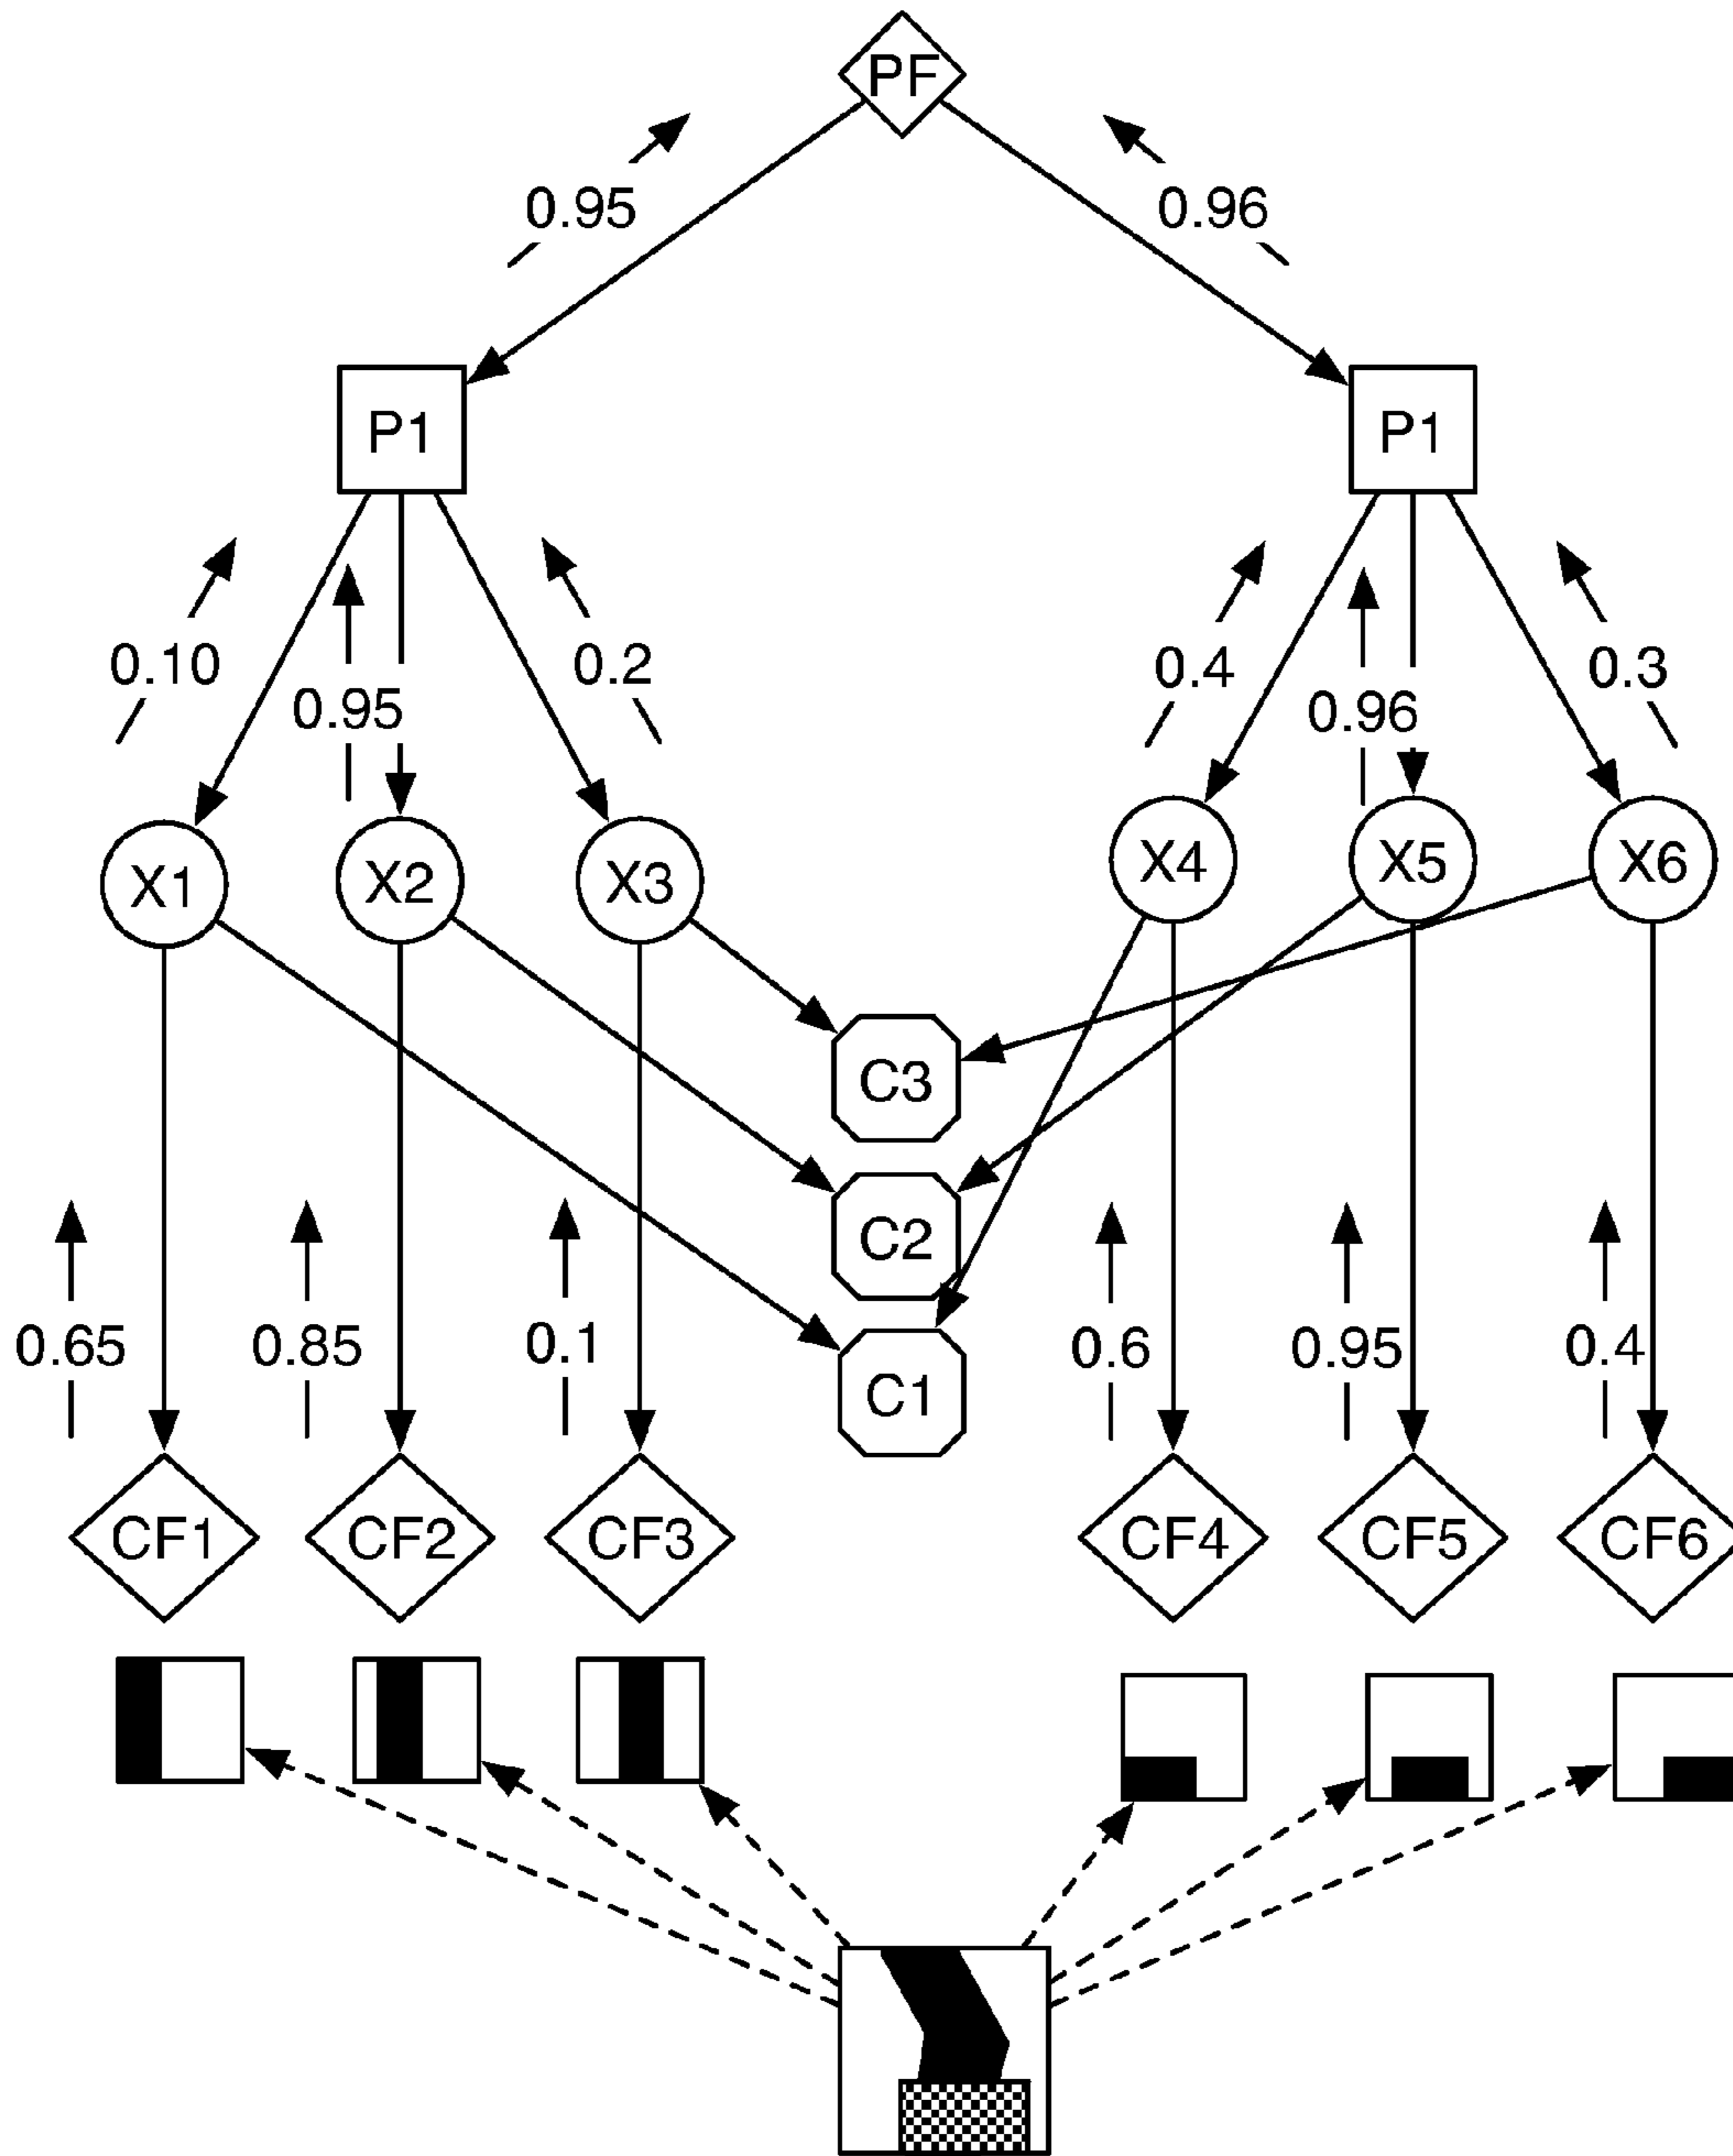 PF
0.95 0.96
P1 P1
0.10 0.95 0.2 0.4 0.96 0.3
X1 X2 X3 X4 X5 X6
C3
C2
0.65 0.85 0.1 0.6 0.95 0.4
C1
CF1 CF2 CF3 CF4 CF5 CF6